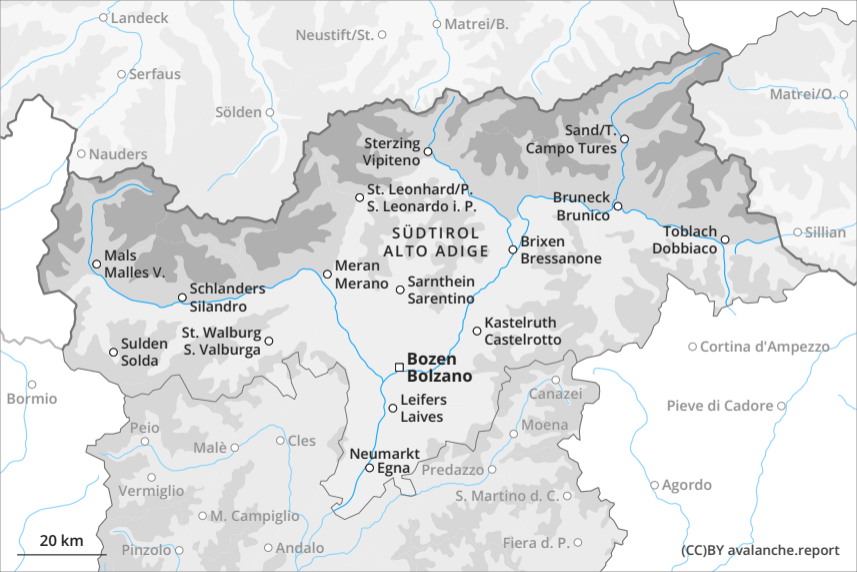 Landeck
Matrei/B.
Neustift/St.
Serfaus
Matrei/O.
Sölden
Sand/T.
Campo Tures
Sterzing
Vipiteno
Nauders
St. Leonhard/P.
S. Leonardo i. P.
Bruneck
Brunico
SÜDTIROL
ALTO ADIGE
Toblach
Dobbiaco
Sillian
Brixen
Bressanone
Mals
Malles V.
Meran
Merano
Sarnthein
Sarentino
Schlanders
Silandro
Kastelruth
Castelrotto
St. Walburg
S. Valburga
Sulden
Solda
Cortina d'Ampezzo
Bozen
Bolzano
Bormio
Canazei
Leifers
Laives
Pieve di Cadore
Peio
Moena
Malè
Cles
Neumarkt
Egna
Predazzo
Agordo
Vermiglio
S. Martino d. C.
M. Campiglio
20 km
Pinzolo
Andalo
Fiera d. P.
(CC)BY avalanche.report